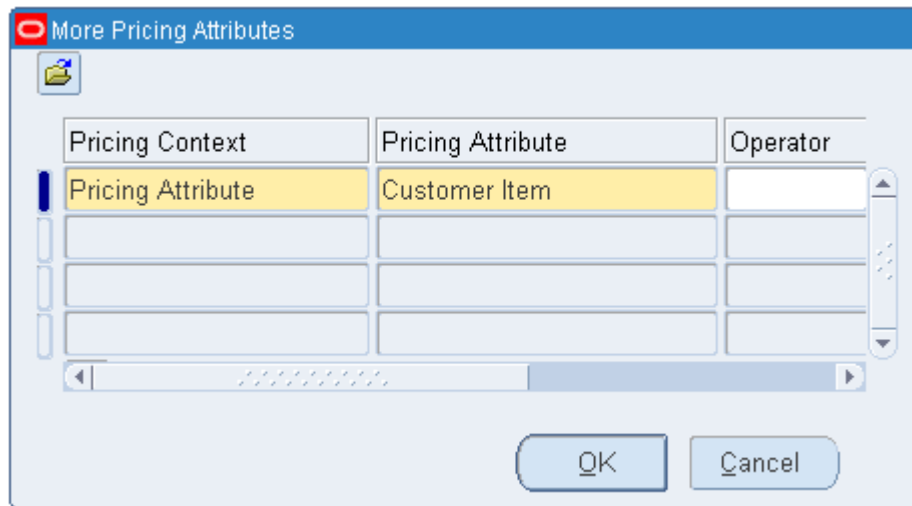 More Pricing Attributes
Pricing Context Pricing Attribute Operator
Pricing Attribute Customer Item
OK Cancel